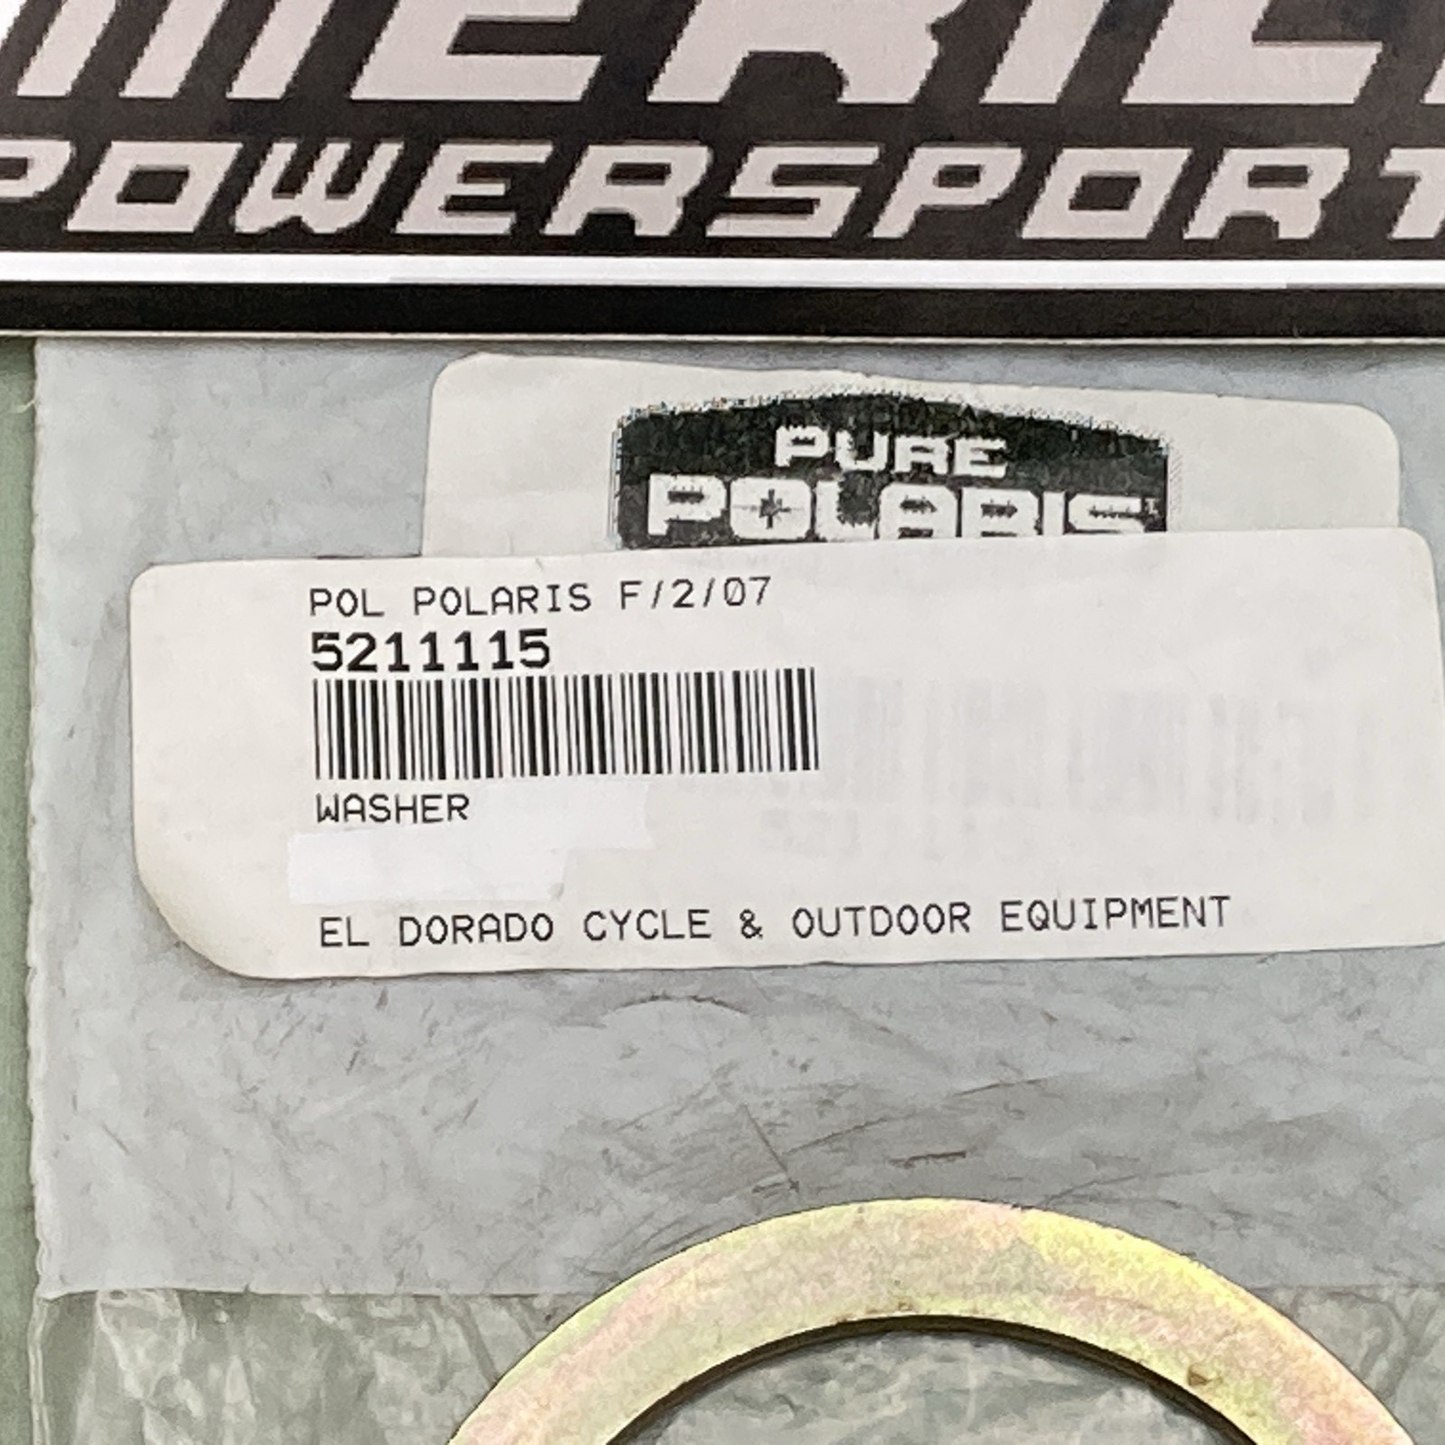 POWERSPORT
PURE
POLARIS
POL POLARIS F/2/07
5211115
WASHER
EL DORADO CYCLE & OUTDOOR EQUIPMENT